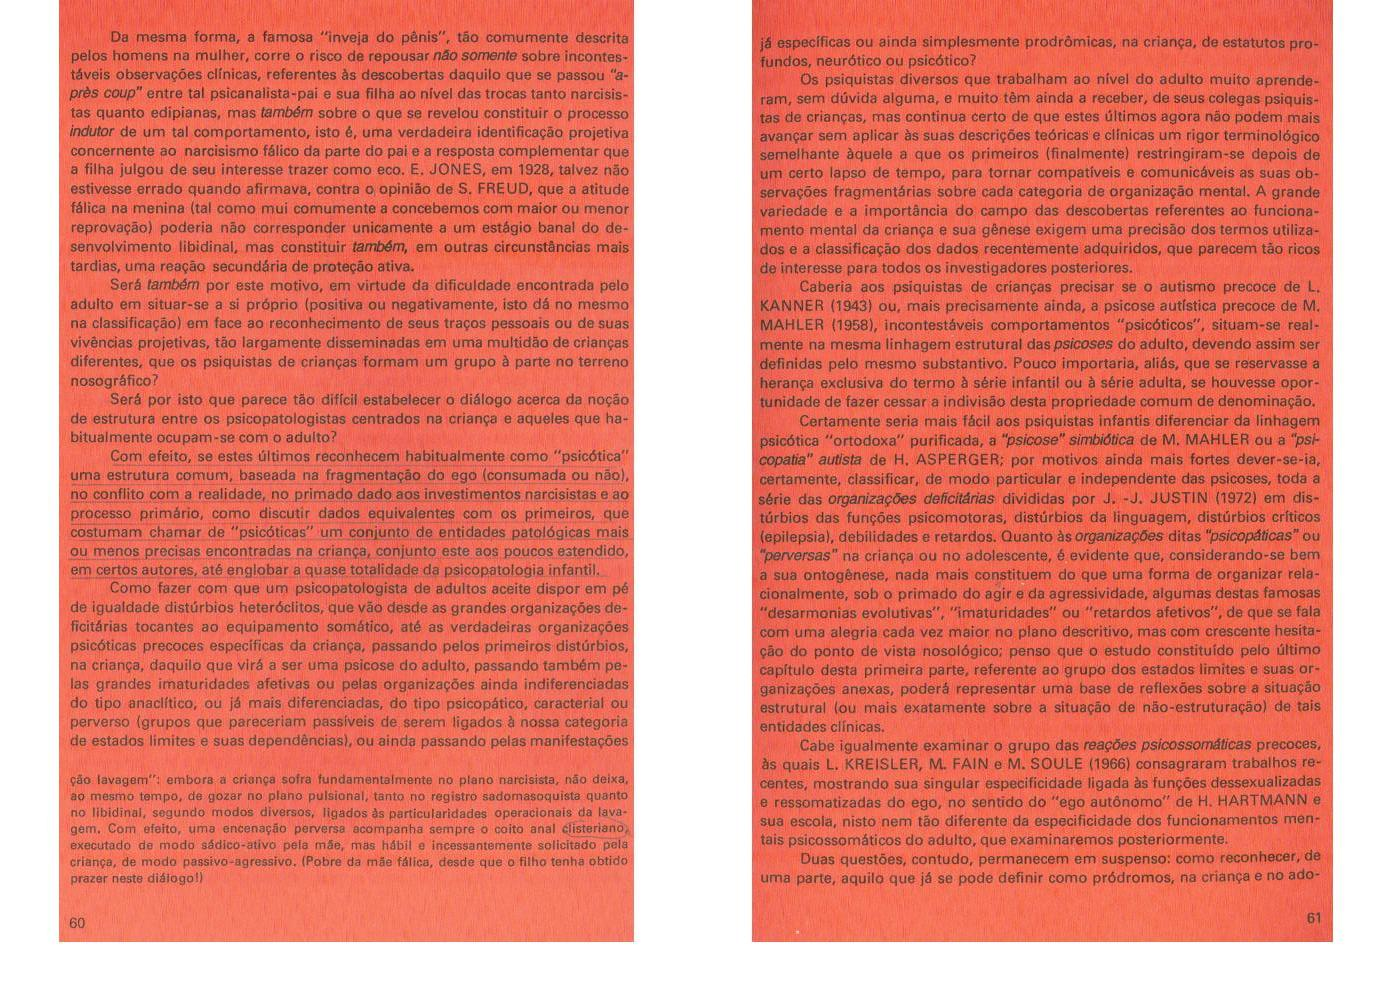 Da mesma forma, a famosa "inveja do pênis", tão comumente descrita
pelos homens na mulher, corre o risco de repousar não somente sobre incontes-
táveis observações clínicas, referentes às descobertas daquilo que se passou "a-
près coup" entre tal psicanalista-pai e sua filha ao nível das trocas tanto narcisis-
tas quanto edipianas, mas também sobre o que se revelou constituir o processo
indutor de um tal comportamento, isto é, uma verdadeira identificação projetiva
concernente ao narcisismo fálico da parte do pai e a resposta complementar que
a filha julgou de seu interesse trazer como eco. E. JONES, em 1928, talvez não
estivesse errado quando afirmava, contra o opinião de S. FREUD, que a atitude
fálica na menina (tal como mui comumente a concebemos com maior ou menor
reprovação) poderia não corresponder unicamente a um estágio banal do de-
senvolvimento libidinal, mas constituir também, em outras circunstâncias mais
tardias, uma reação secundária de proteção ativa.
Será também por este motivo, em virtude da dificuldade encontrada pelo
adulto em situar-se a si próprio (positiva ou negativamente, isto dá no mesmo
na classificação) em face ao reconhecimento de seus traços pessoais ou de suas
vivências projetivas, tão largamente disseminadas em uma multidão de crianças
diferentes, que os psiquistas de crianças formam um grupo à parte no terreno
nosográfico?
Será por isto que parece tão difícil estabelecer o diálogo acerca da noção
de estrutura entre os psicopatologistas centrados na criança e aqueles que ha-
bitualmente ocupam-se com o adulto?
Com efeito, se estes últimos reconhecem habitualmente como "psicótica"
uma estrutura comum, baseada na fragmentação do ego (consumada ou não),
no conflito com a realidade, no primado dado aos investimentos narcisistas e ao
processo primário, como discutir dados equivalentes com os primeiros, que
costumam chamar de "psicóticas" um conjunto de entidades patológicas mais
ou menos precisas encontradas na criança, conjunto este aos poucos estendido,
em certos autores, até englobar a quase totalidade da psicopatologia infantil.
Como fazer com que um psicopatologista de adultos aceite dispor em pé
de igualdade distúrbios heteróclitos, que vão desde as grandes organizações de-
ficitárias tocantes ao equipamento somático, até as verdadeiras organizações
psicóticas precoces específicas da criança, passando pelos primeiros distúrbios,
na criança, daquilo que virá a ser uma psicose do adulto, passando também pe-
las grandes imaturidades afetivas ou pelas organizações ainda indiferenciadas
do tipo anaclítico, ou já mais diferenciadas, do tipo psicopático, caracterial ou
perverso (grupos que pareceriam passíveis de serem ligados à nossa categoria
de estados limites e suas dependências), ou ainda passando pelas manifestações
ção lavagem": embora a criança sofra fundamentalmente no plano narcisista, não deixa,
ao mesmo tempo, de gozar no plano pulsional, tanto no registro sadomasoquista quanto
no libidinal, segundo modos diversos, ligados às particularidades operacionais da lava-
gem. Com efeito, uma encenação perversa acompanha sempre o coito anal clisteriano,
executado de modo sádico-ativo pela mãe, mas hábil e incessantemente solicitado pela
criança, de modo passivo-agressivo. (Pobre da mãe fálica, desde que o filho tenha obtido
prazer neste diálogo!)
60
já específicas ou ainda simplesmente prodrômicas, na criança, de estatutos pro-
fundos, neurótico ou psicótico?
Os psiquistas diversos que trabalham ao nível do adulto muito aprende-
ram, sem dúvida alguma, e muito têm ainda a receber, de seus colegas psiquis-
tas de crianças, mas continua certo de que estes últimos agora não podem mais
avançar sem aplicar às suas descrições teóricas e clínicas um rigor terminológico
semelhante àquele a que os primeiros (finalmente) restringiram-se depois de
um certo lapso de tempo, para tornar compatíveis e comunicáveis as suas ob-
servações fragmentárias sobre cada categoria de organização mental. A grande
variedade e a importância do campo das descobertas referentes ao funciona-
mento mental da criança e sua gênese exigem uma precisão dos termos utiliza-
dos e a classificação dos dados recentemente adquiridos, que parecem tão ricos
de interesse para todos os investigadores posteriores.
Caberia aos psiquistas de crianças precisar se o autismo precoce de L.
KANNER (1943) ou, mais precisamente ainda, a psicose autística precoce de M.
MAHLER (1958), incontestáveis comportamentos "psicóticos", situam-se real-
mente na mesma linhagem estrutural das psicoses do adulto, devendo assim ser
definidas pelo mesmo substantivo. Pouco importaria, aliás, que se reservasse a
herança exclusiva do termo à série infantil ou à série adulta, se houvesse opor-
tunidade de fazer cessar a indivisão desta propriedade comum de denominação.
Certamente seria mais fácil aos psiquistas infantis diferenciar da linhagem
psicótica "ortodoxa" purificada, a "psicose" simbiótica de M. MAHLER ou a "psi-
copatia" autista de H. ASPERGER; por motivos ainda mais fortes dever-se-ia,
certamente, classificar, de modo particular e independente das psicoses, toda a
série das organizações deficitárias divididas por J. -J. JUSTIN (1972) em dis-
túrbios das funções psicomotoras, distúrbios da linguagem, distúrbios críticos
(epilepsia), debilidades e retardos. Quanto às organizações ditas "psicopáticas" ou
"perversas" na criança ou no adolescente, é evidente que, considerando-se bem
a sua ontogênese, nada mais constituem do que uma forma de organizar rela-
cionalmente, sob o primado do agir e da agressividade, algumas destas famosas
"desarmonias evolutivas", "imaturidades" ou "retardos afetivos", de que se fala
com uma alegria cada vez maior no plano descritivo, mas com crescente hesita-
ção do ponto de vista nosológico; penso que o estudo constituído pelo último
capítulo desta primeira parte, referente ao grupo dos estados limites e suas or-
ganizações anexas, poderá representar uma base de reflexões sobre a situação
estrutural (ou mais exatamente sobre a situação de não-estruturação) de tais
entidades clínicas.
Cabe igualmente examinar o grupo das reações psicossomáticas precoces,
às quais L. KREISLER, M. FAIN e M. SOULE (1966) consagraram trabalhos re-
centes, mostrando sua singular especificidade ligada às funções dessexualizadas
e ressomatizadas do ego, no sentido do "ego autônomo" de H. HARTMANN e
sua escola, nisto nem tão diferente da especificidade dos funcionamentos men-
tais psicossomáticos do adulto, que examinaremos posteriormente.
Duas questões, contudo, permanecem em suspenso: como reconhecer, de
uma parte, aquilo que já se pode definir como pródromos, na criança e no ado-
61